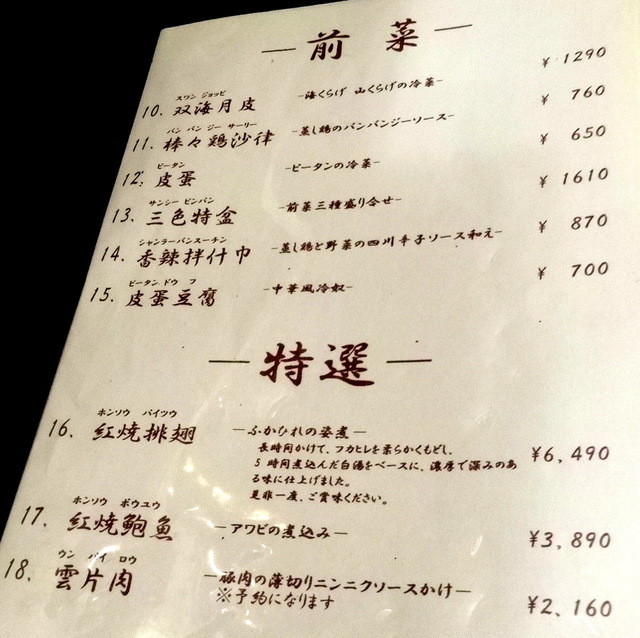 ― 前 菜 ―
スワン ジョッピ
10. 双海月皮 ―海くらげ 山くらげの冷菜― ¥ 1290
バン バン ジー サーリー
11. 棒々鶏沙律 ―蒸し鶏のバンバンジーソース― ¥ 760
ピータン
12. 皮蛋 ―ピータンの冷菜― ¥ 650
サンシー ピンパン
13. 三色特盆 ―前菜三種盛り合せ― ¥ 1610
シャンラーバンスーチン
14. 香辣拌什巾 ―蒸し鶏と野菜の四川辛子ソース和え― ¥ 870
ピータン ドウ フ
15. 皮蛋豆腐 ―中華風冷奴― ¥ 700
― 特選 ―
ホンソウ パイツウ
16. 紅焼排翅 ―ふかひれの姿煮― ¥6,490
長時間かけて、フカヒレを柔らかくもどし、
5 時間煮込んだ白湯をベースに、濃厚で深みのあ
る味に仕上げました。
是非一度、ご賞味ください。
ホンソウ ボウユウ
17. 紅焼鮑魚 ―アワビの煮込み― ¥3,890
ウン パイ ロウ
18. 雲片肉 ―豚肉の薄切りニンニクソースかけ― ¥2,160
※予約になります